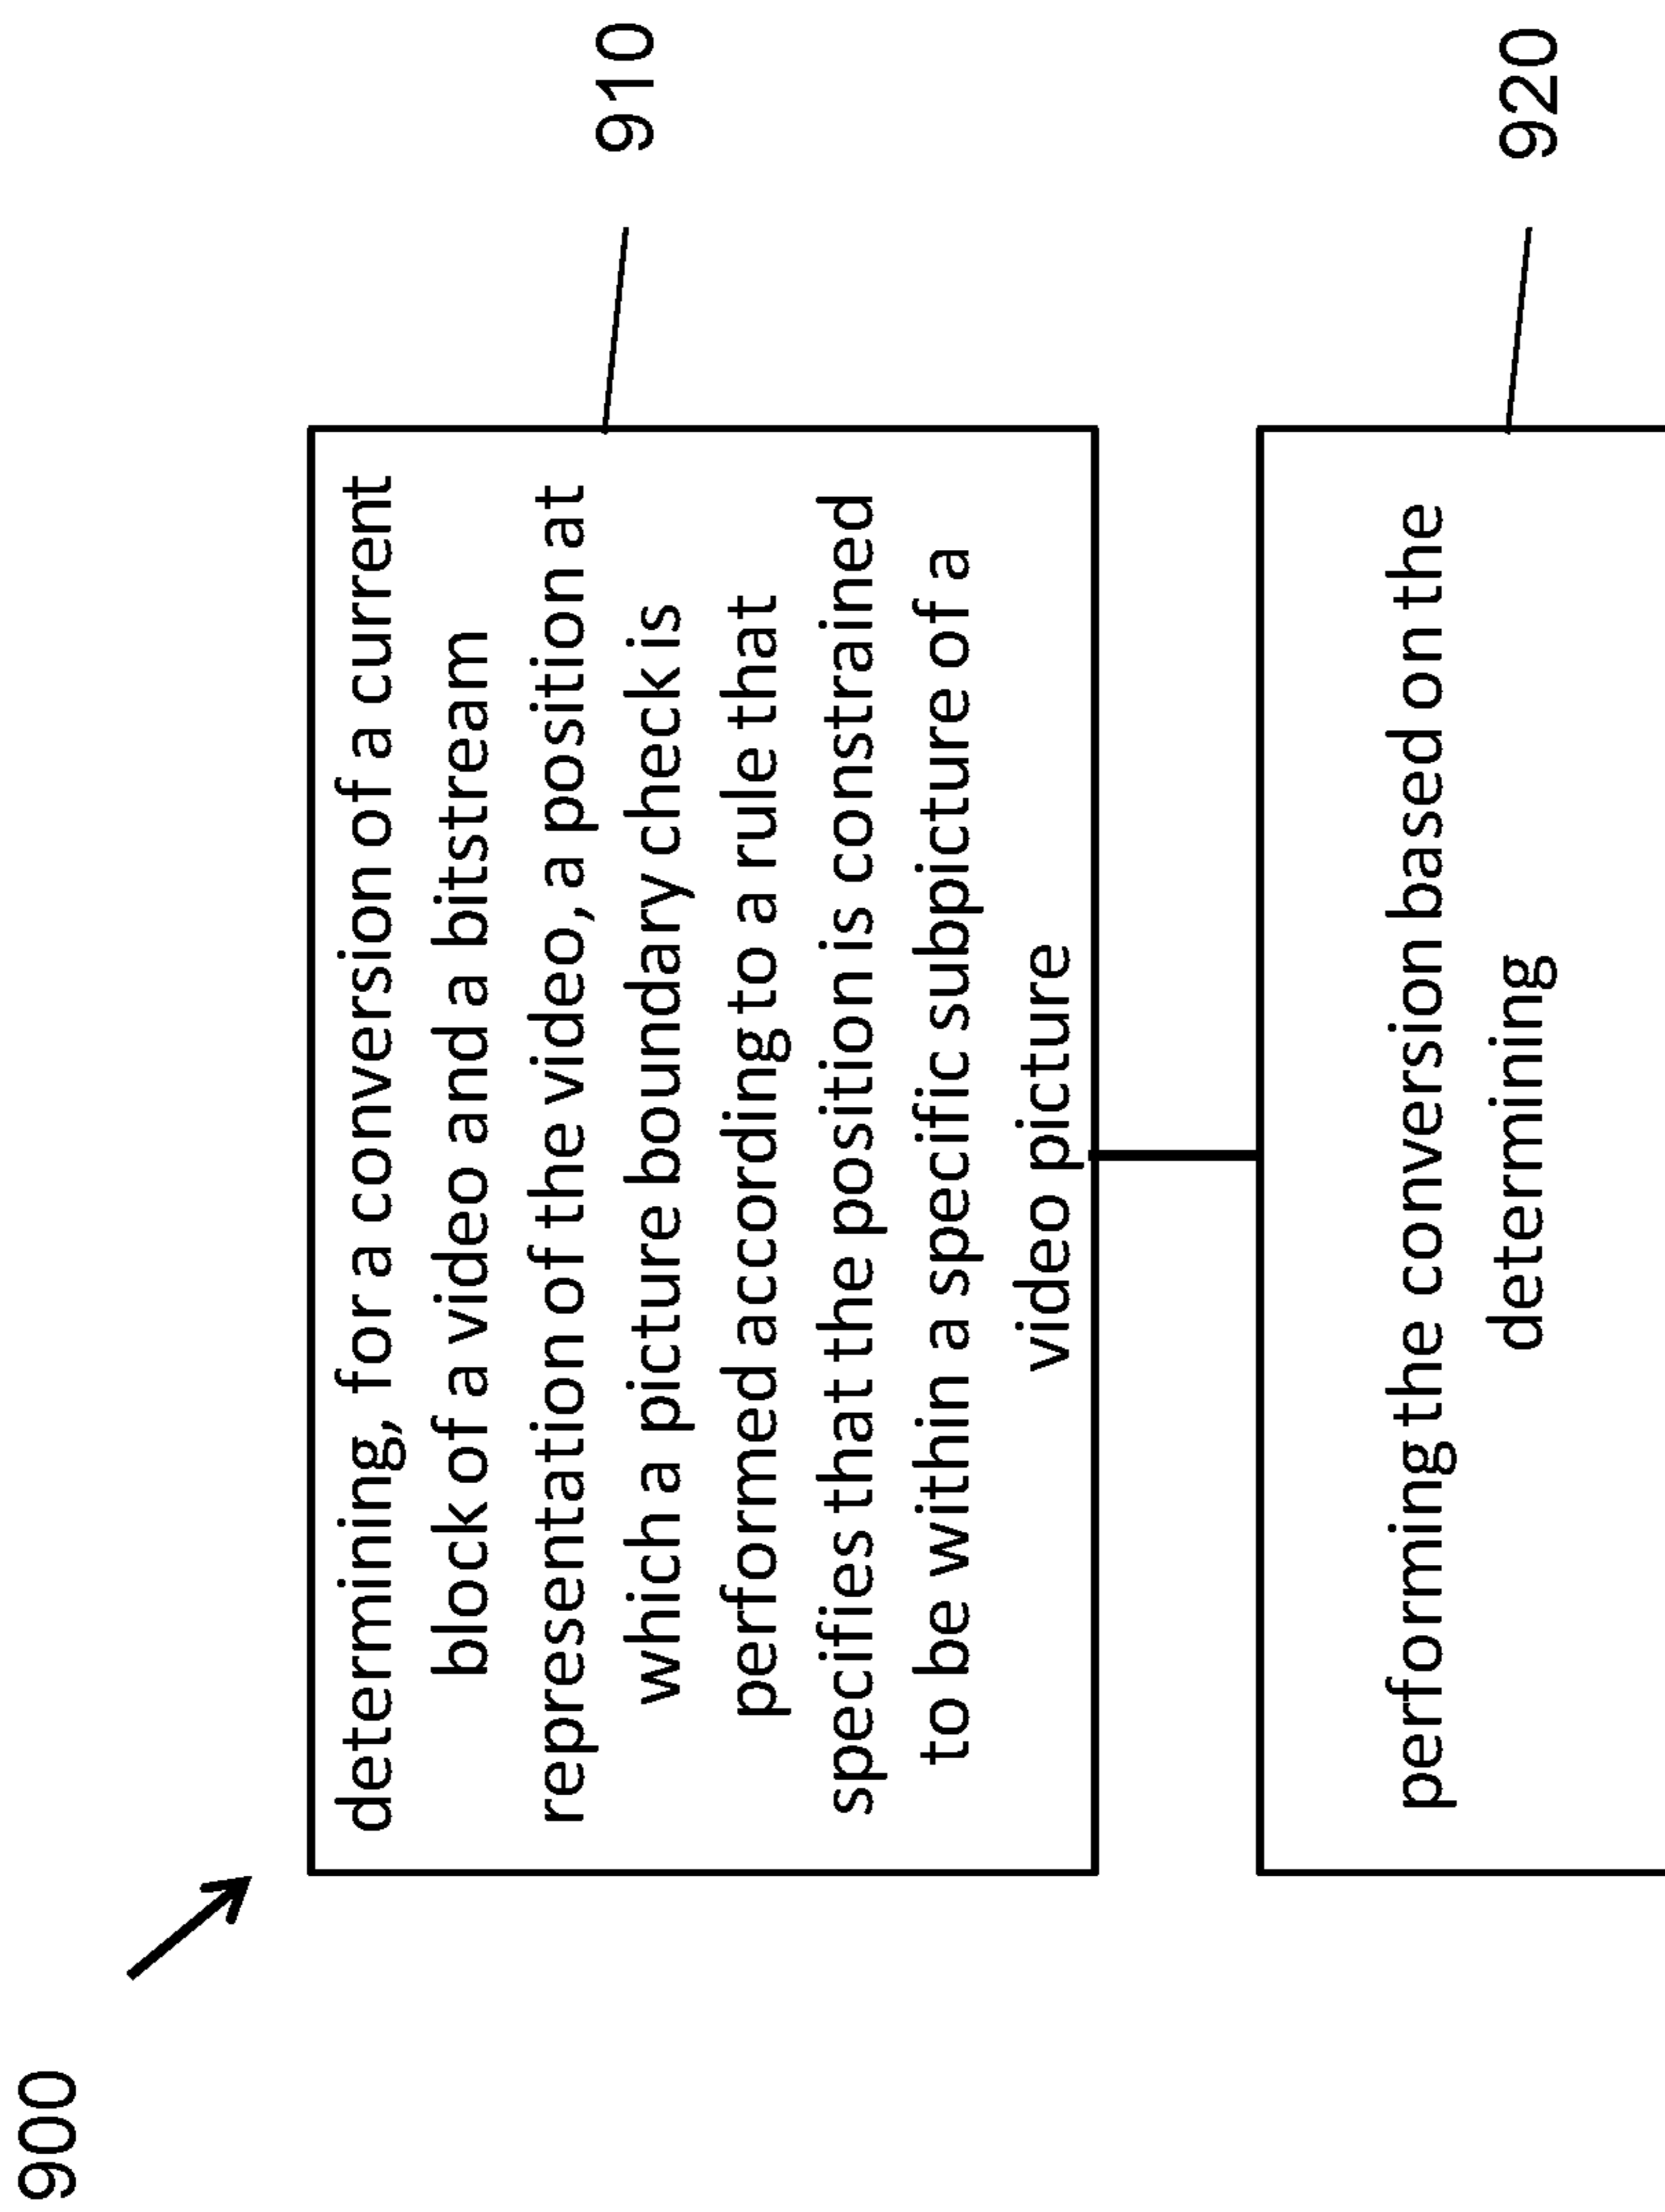 900
determining, for a conversion of a current
block of a video and a bitstream
representation of the video, a position at
which a picture boundary check is
performed according to a rule that
specifies that the position is constrained
to be within a specific subpicture of a
video picture
910
performing the conversion based on the
determining
920